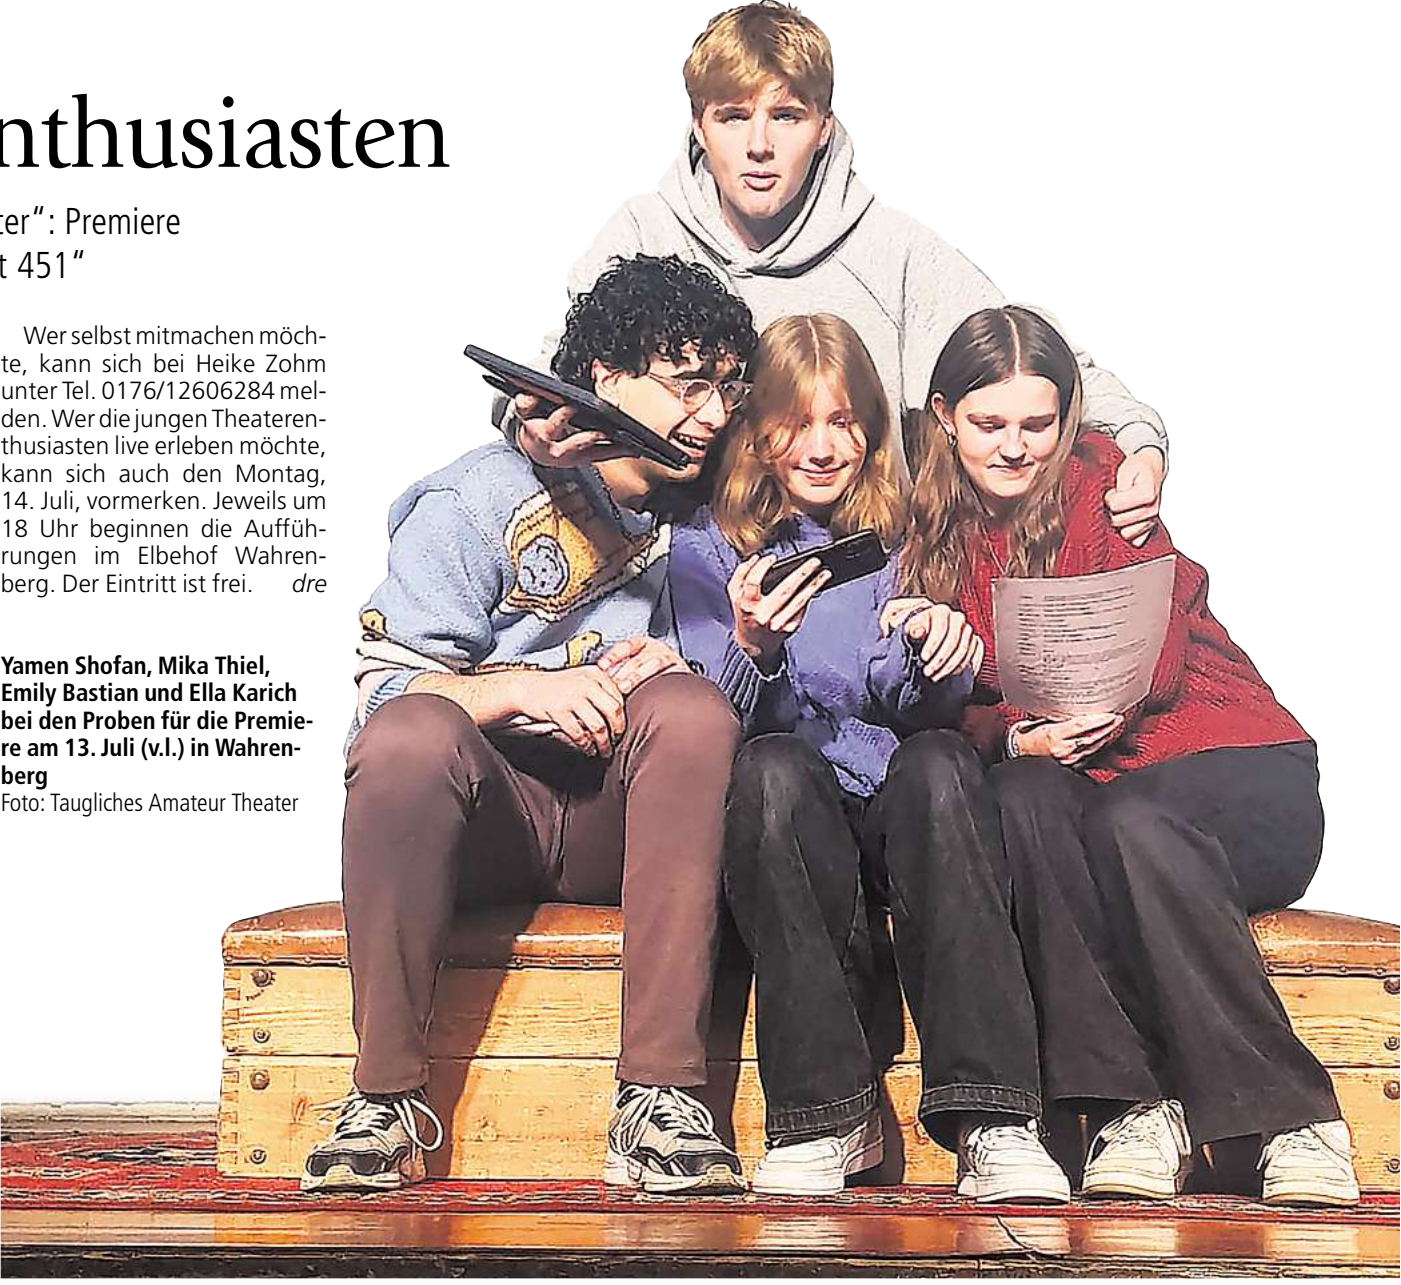 nthusiasten
ter“: Premiere
t 451“
Wer selbst mitmachen möch-
te, kann sich bei Heike Zohm
unter Tel. 0176/12606284 mel-
den. Wer die jungen Theateren-
thusiasten live erleben möchte,
kann sich auch den Montag,
14. Juli, vormerken. Jeweils um
18 Uhr beginnen die Auffüh-
rungen im Elbehof Wahren-
berg. Der Eintritt ist frei. dre
Yamen Shofan, Mika Thiel,
Emily Bastian und Ella Karich
bei den Proben für die Premie-
re am 13. Juli (v.l.) in Wahren-
berg
Foto: Taugliches Amateur Theater